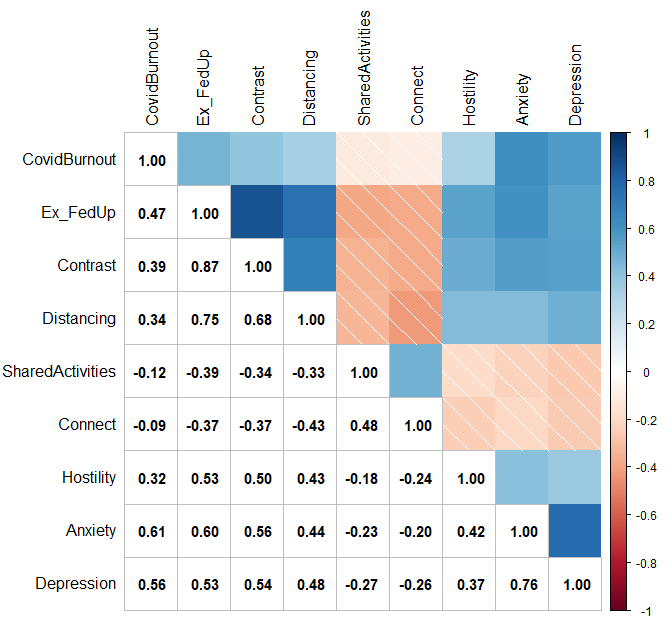 CovidBurnout Ex_FedUp Contrast Distancing SharedActivities Connect Hostility Anxiety Depression
CovidBurnout 1.00
Ex_FedUp 0.47 1.00
Contrast 0.39 0.87 1.00
Distancing 0.34 0.75 0.68 1.00
SharedActivities -0.12 -0.39 -0.34 -0.33 1.00
Connect -0.09 -0.37 -0.37 -0.43 0.48 1.00
Hostility 0.32 0.53 0.50 0.43 -0.18 -0.24 1.00
Anxiety 0.61 0.60 0.56 0.44 -0.23 -0.20 0.42 1.00
Depression 0.56 0.53 0.54 0.48 -0.27 -0.26 0.37 0.76 1.00
1
0.8
0.6
0.4
0.2
0
-0.2
-0.4
-0.6
-0.8
-1